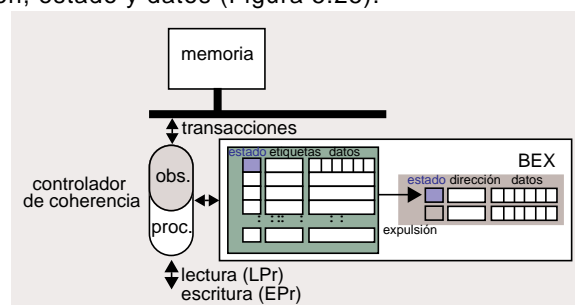 ón, estado y datos (Figura 5.25).
memoria
transacciones
estado etiquetas datos
BEX
obs.
estado dirección datos
controlador
de coherencia
proc.
expulsión
lectura (LPr)
escritura (EPr)